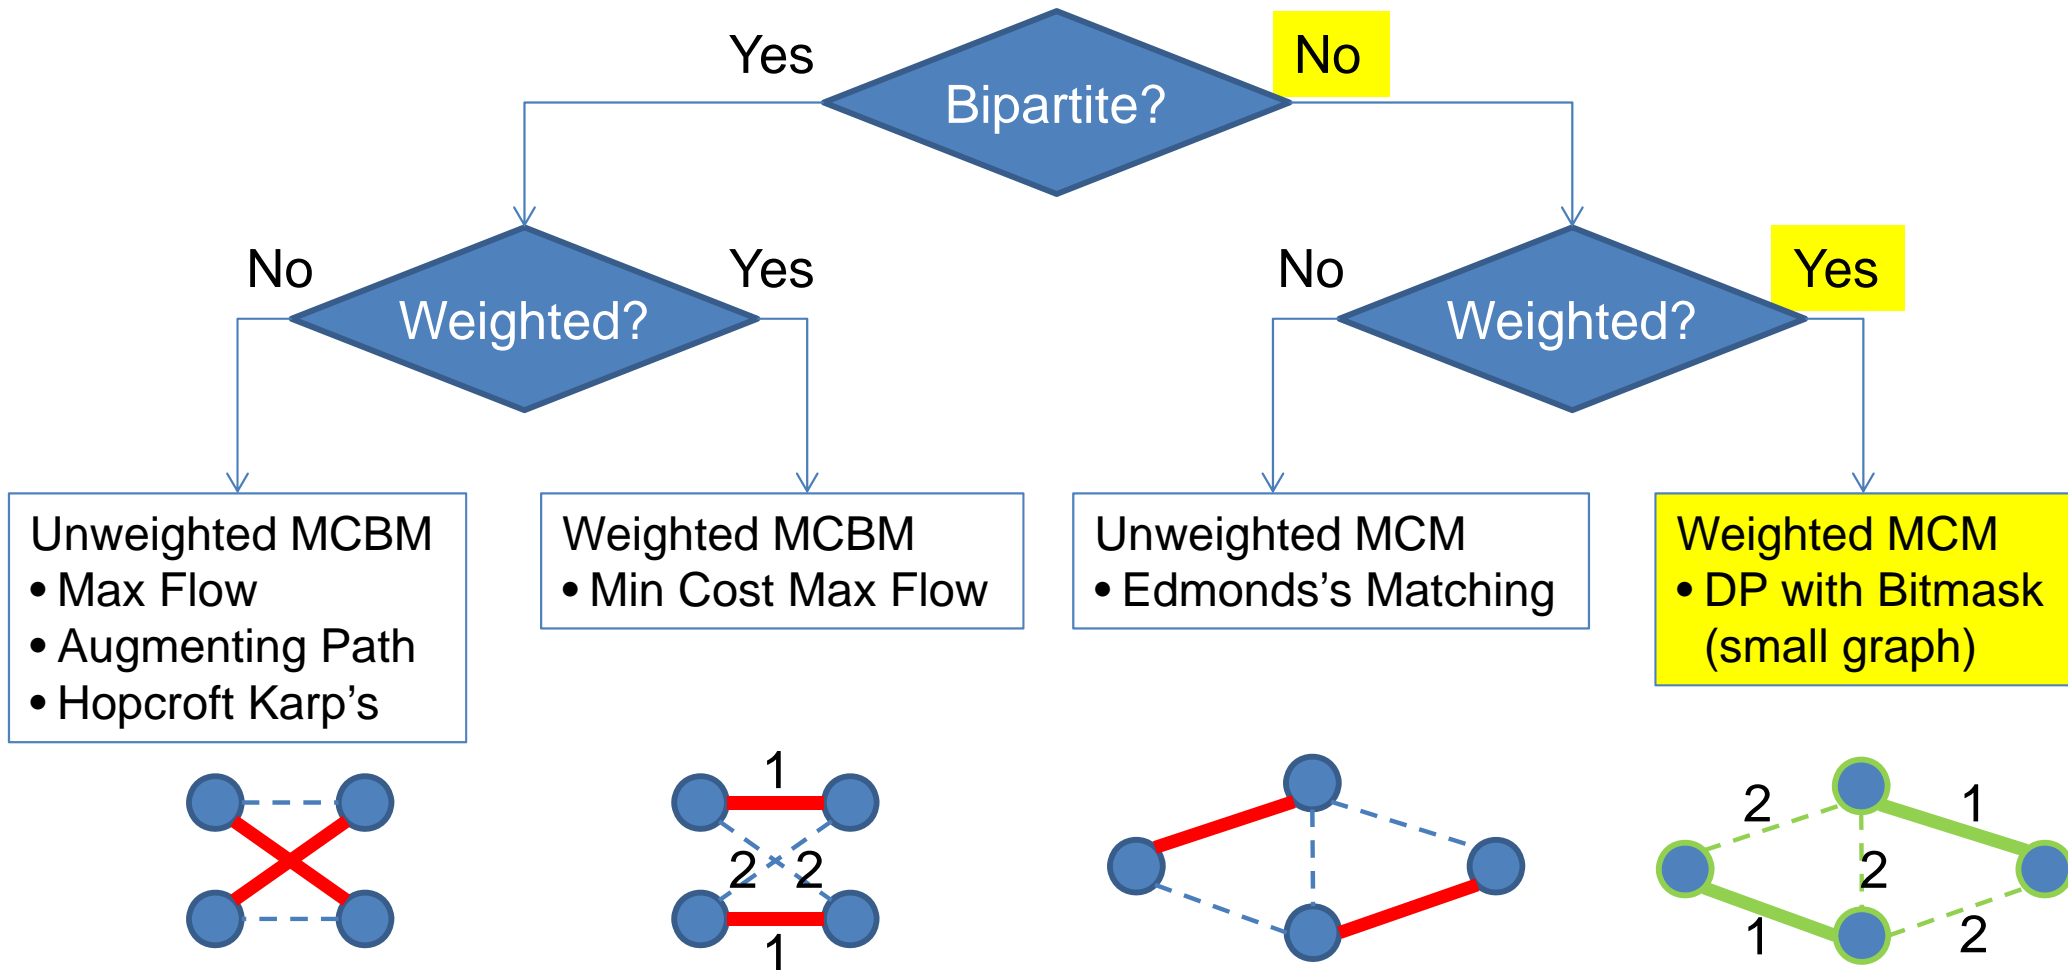 Yes
No
Bipartite?
No
Yes
No
Yes
Weighted?
Weighted?
Unweighted MCBM
• Max Flow
• Augmenting Path
• Hopcroft Karp’s
Weighted MCBM
• Min Cost Max Flow
Unweighted MCM
• Edmonds’s Matching
Weighted MCM
• DP with Bitmask
(small graph)
1
2 2
1
2
1
2
1
2